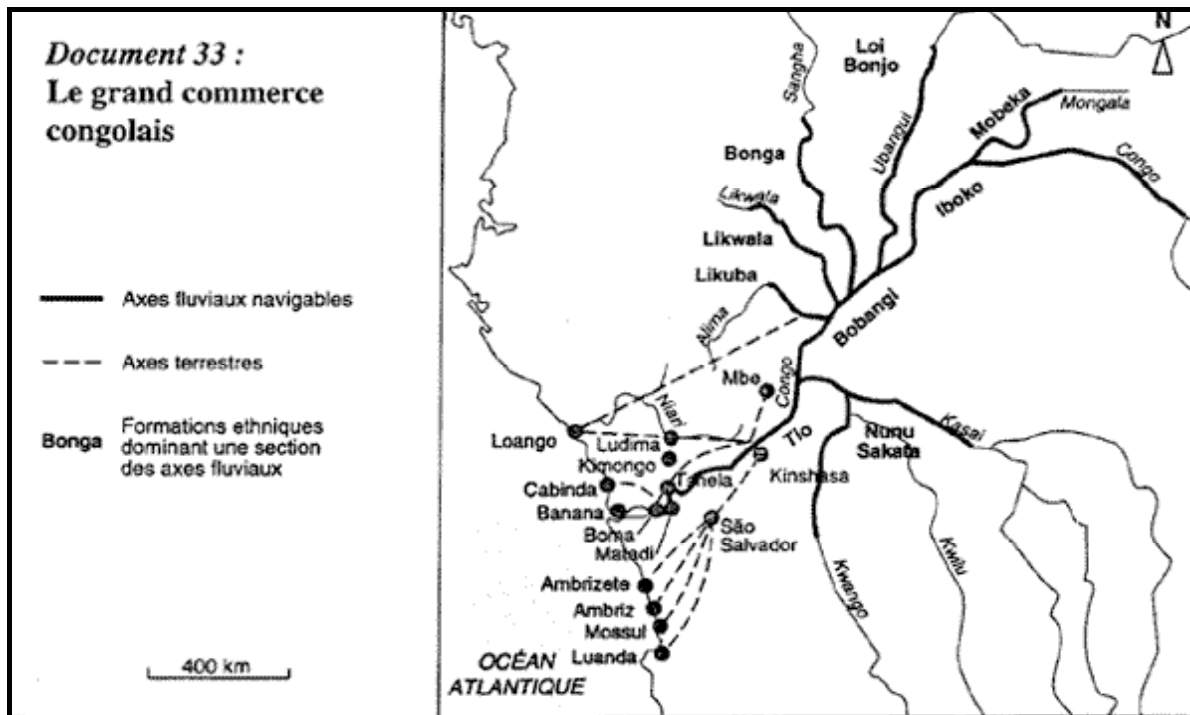 Document 33 :
Le grand commerce
congolais
Axes fluviaux navigables
Axes terrestres
Bonga
Formations ethniques
dominant une section
des axes fluviaux
400 km
N
Sangha
Loi
Bonjo
Ubangui
Mobeka
Mongala
Congo
Bonga
Iboko
Likwala
Likwala
Likuba
Bobangi
Alima
Mbe
Congo
Niari
Loango
Ludima
Tio
Nunu
Sakata
Kasai
Kimongo
Kinshasa
Cabinda
Tshela
Banana
Boma
Matadi
São
Salvador
Ambrizete
Ambriz
Mossul
Luanda
Kwango
Kwilu
OCÉAN
ATLANTIQUE